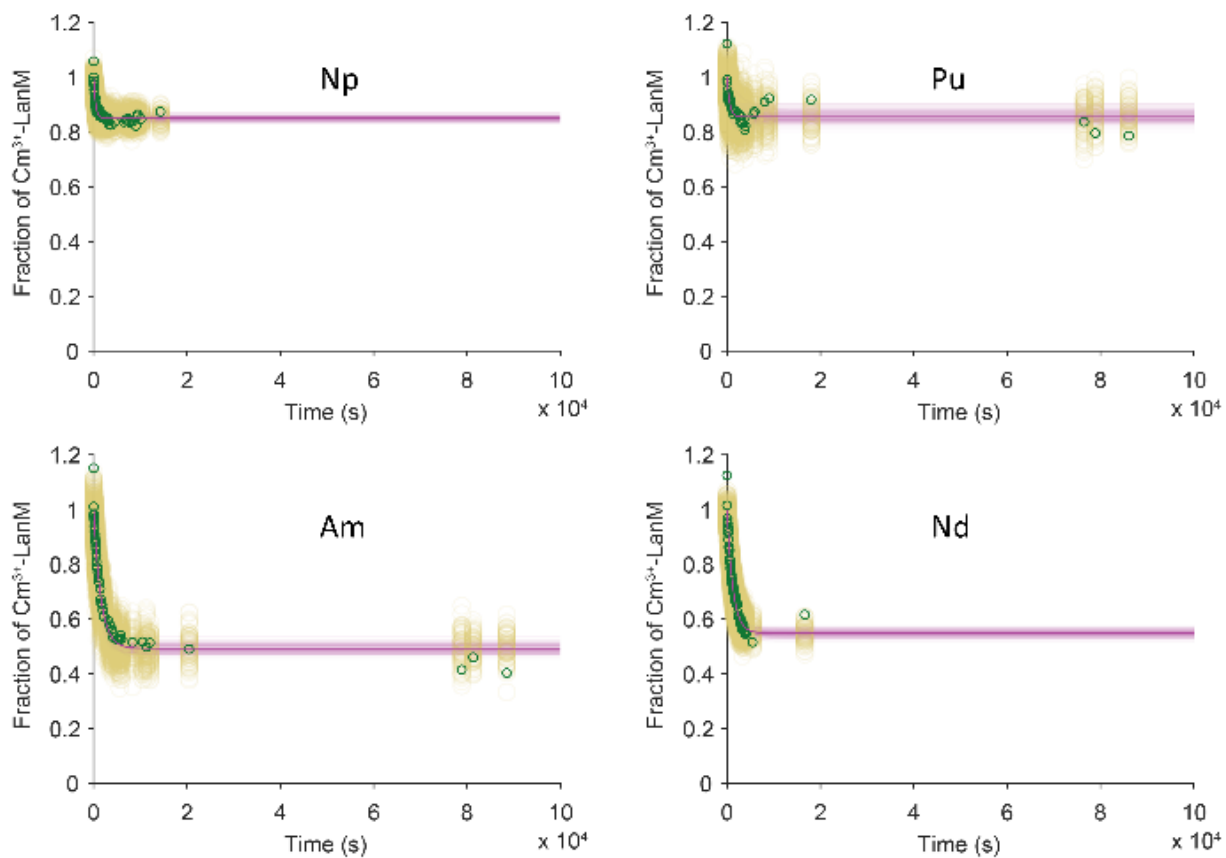 1.2
1
0.8
0.6
0.4
0.2
0
Fraction of Cm³⁺-LanM
Np
0 2 4 6 8 10
Time (s)
x 10⁴
1.2
1
0.8
0.6
0.4
0.2
0
Fraction of Cm³⁺-LanM
Pu
0 2 4 6 8 10
Time (s)
x 10⁴
1.2
1
0.8
0.6
0.4
0.2
0
Fraction of Cm³⁺-LanM
Am
0 2 4 6 8 10
Time (s)
x 10⁴
1.2
1
0.8
0.6
0.4
0.2
0
Fraction of Cm³⁺-LanM
Nd
0 2 4 6 8 10
Time (s)
x 10⁴